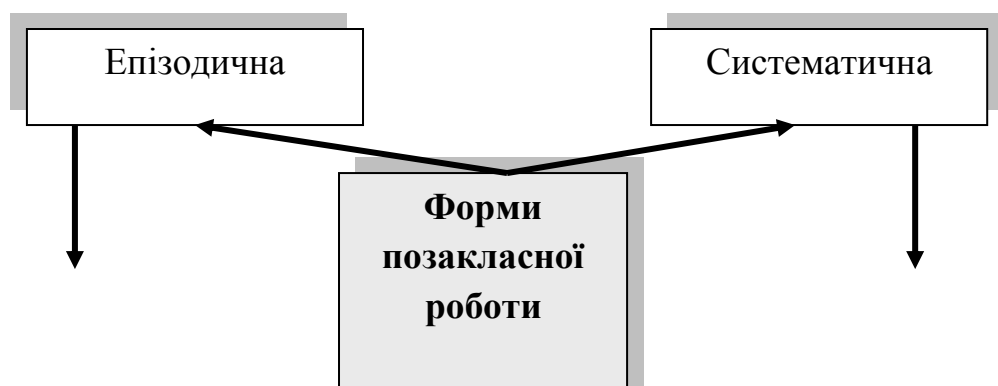 Епізодична
Систематична
Форми
позакласної
роботи